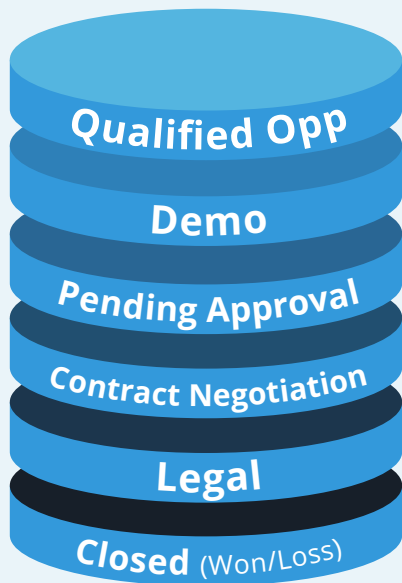 Qualified Opp
Demo
Pending Approval
Contract Negotiation
Legal
Closed (Won/Loss)